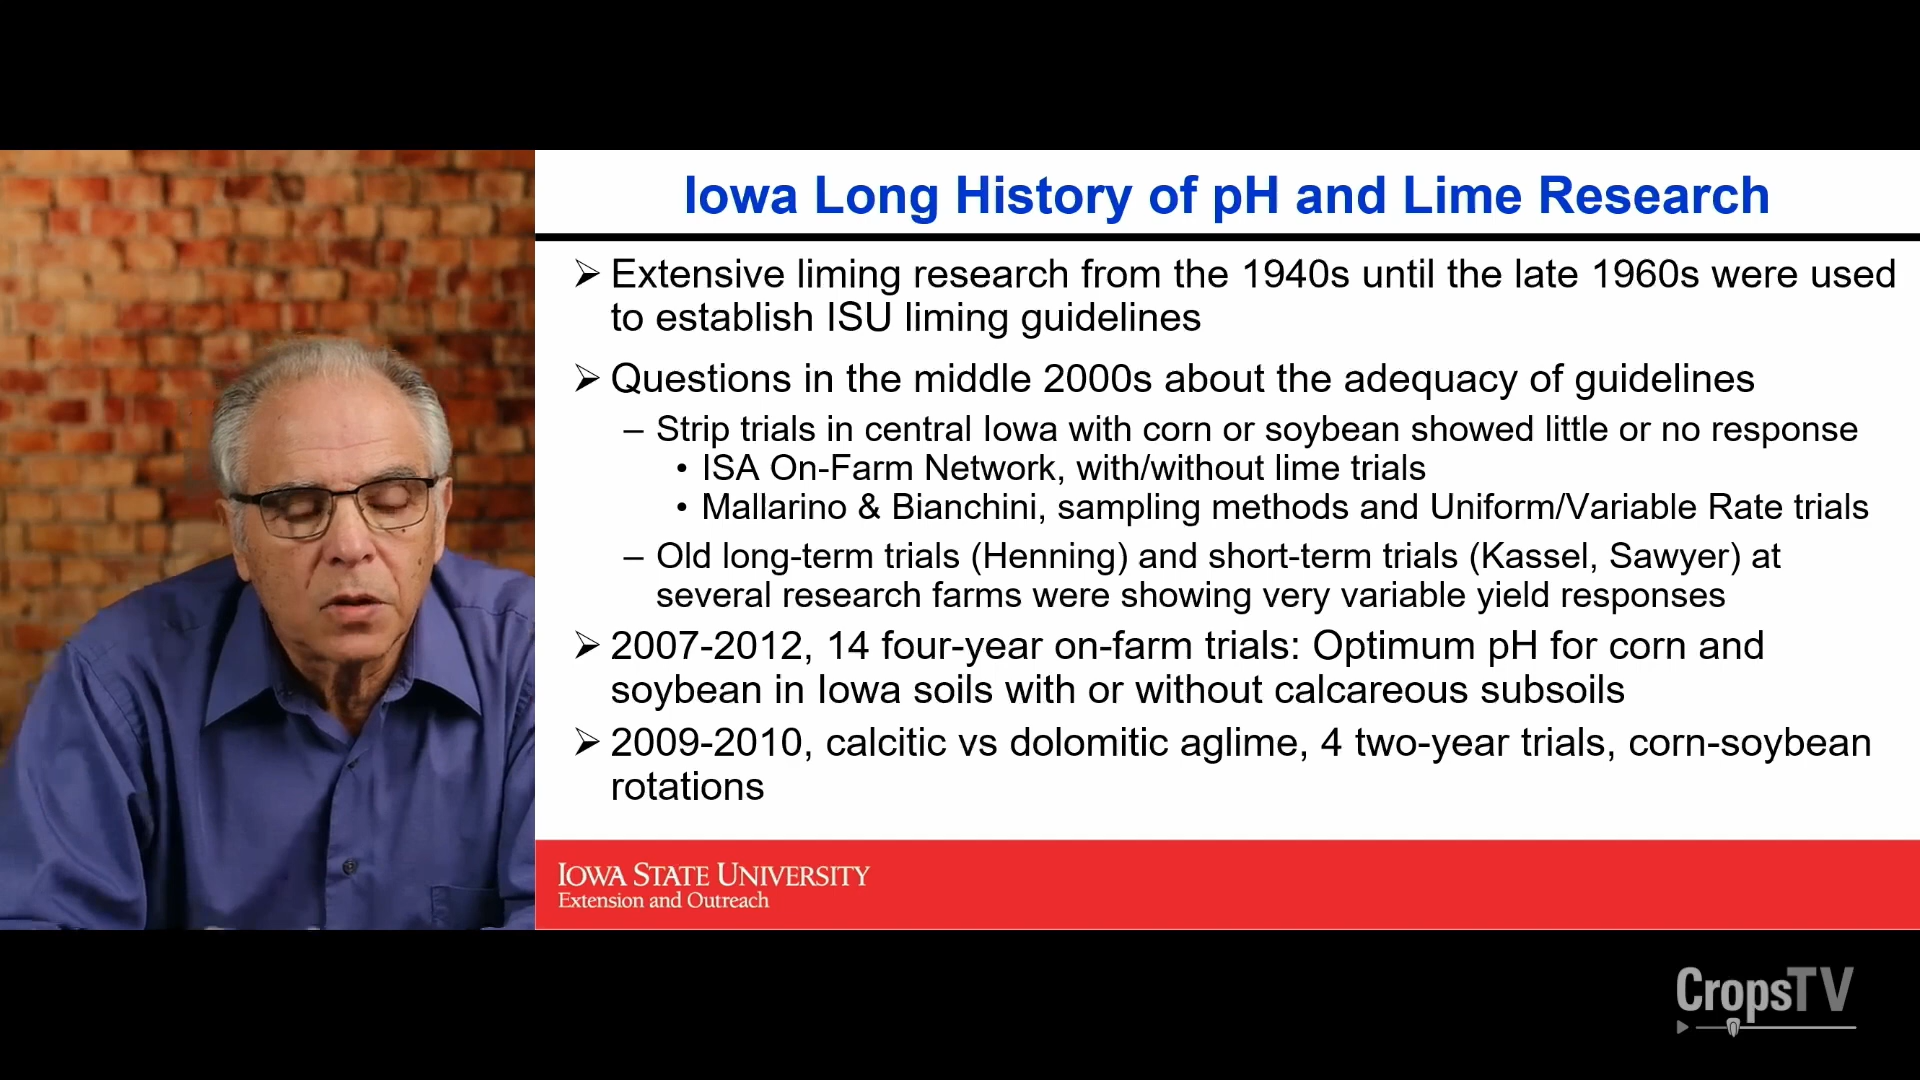 Iowa Long History of pH and Lime Research
➢ Extensive liming research from the 1940s until the late 1960s were used
to establish ISU liming guidelines
➢ Questions in the middle 2000s about the adequacy of guidelines
– Strip trials in central Iowa with corn or soybean showed little or no response
• ISA On-Farm Network, with/without lime trials
• Mallarino & Bianchini, sampling methods and Uniform/Variable Rate trials
– Old long-term trials (Henning) and short-term trials (Kassel, Sawyer) at
several research farms were showing very variable yield responses
➢ 2007-2012, 14 four-year on-farm trials: Optimum pH for corn and
soybean in Iowa soils with or without calcareous subsoils
➢ 2009-2010, calcitic vs dolomitic aglime, 4 two-year trials, corn-soybean
rotations
IOWA STATE UNIVERSITY
Extension and Outreach
CropsTV